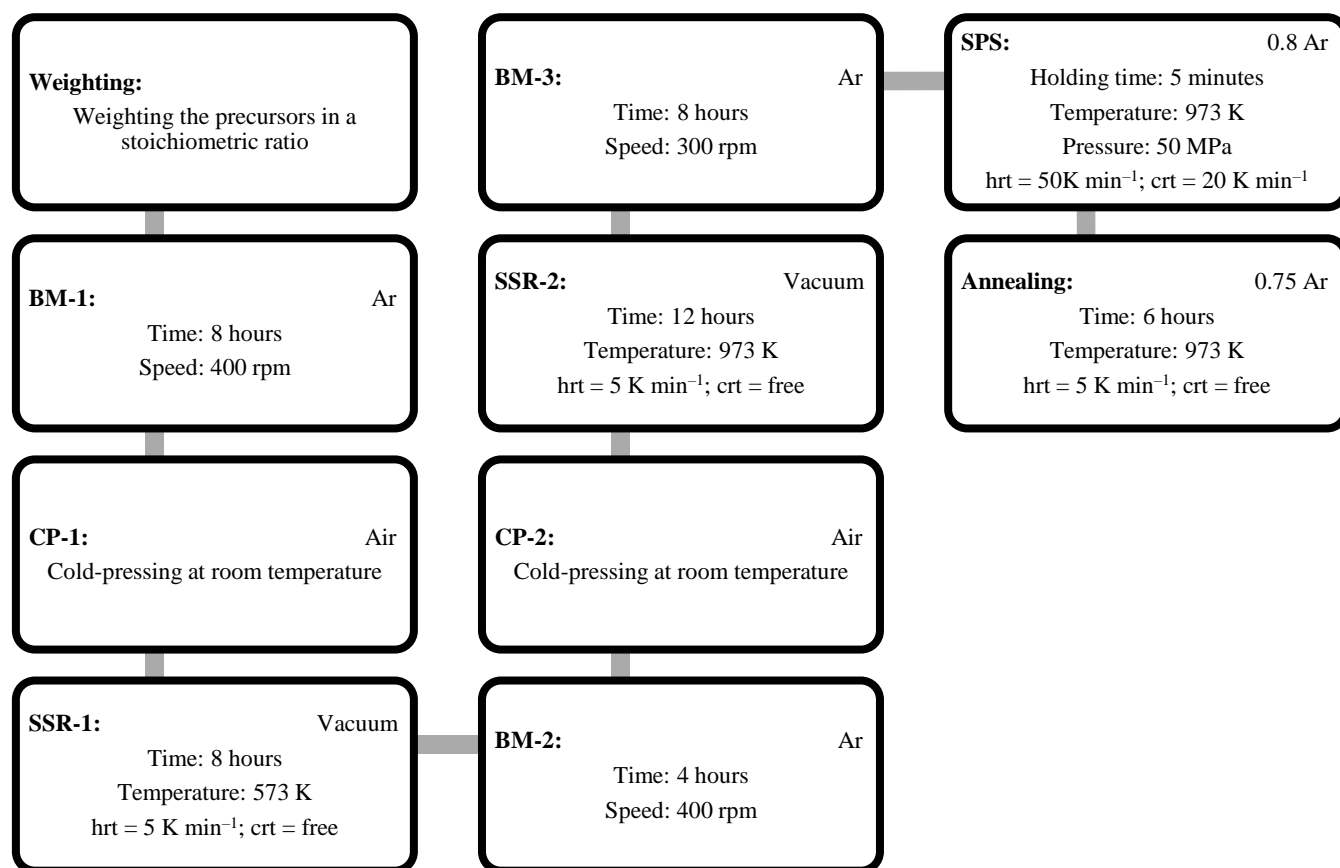 Weighting:
Weighting the precursors in a
stoichiometric ratio
BM-1: Ar
Time: 8 hours
Speed: 400 rpm
CP-1: Air
Cold-pressing at room temperature
SSR-1: Vacuum
Time: 8 hours
Temperature: 573 K
hrt = 5 K min⁻¹; crt = free
BM-2: Ar
Time: 4 hours
Speed: 400 rpm
CP-2: Air
Cold-pressing at room temperature
SSR-2: Vacuum
Time: 12 hours
Temperature: 973 K
hrt = 5 K min⁻¹; crt = free
BM-3: Ar
Time: 8 hours
Speed: 300 rpm
SPS: 0.8 Ar
Holding time: 5 minutes
Temperature: 973 K
Pressure: 50 MPa
hrt = 50K min⁻¹; crt = 20 K min⁻¹
Annealing: 0.75 Ar
Time: 6 hours
Temperature: 973 K
hrt = 5 K min⁻¹; crt = free